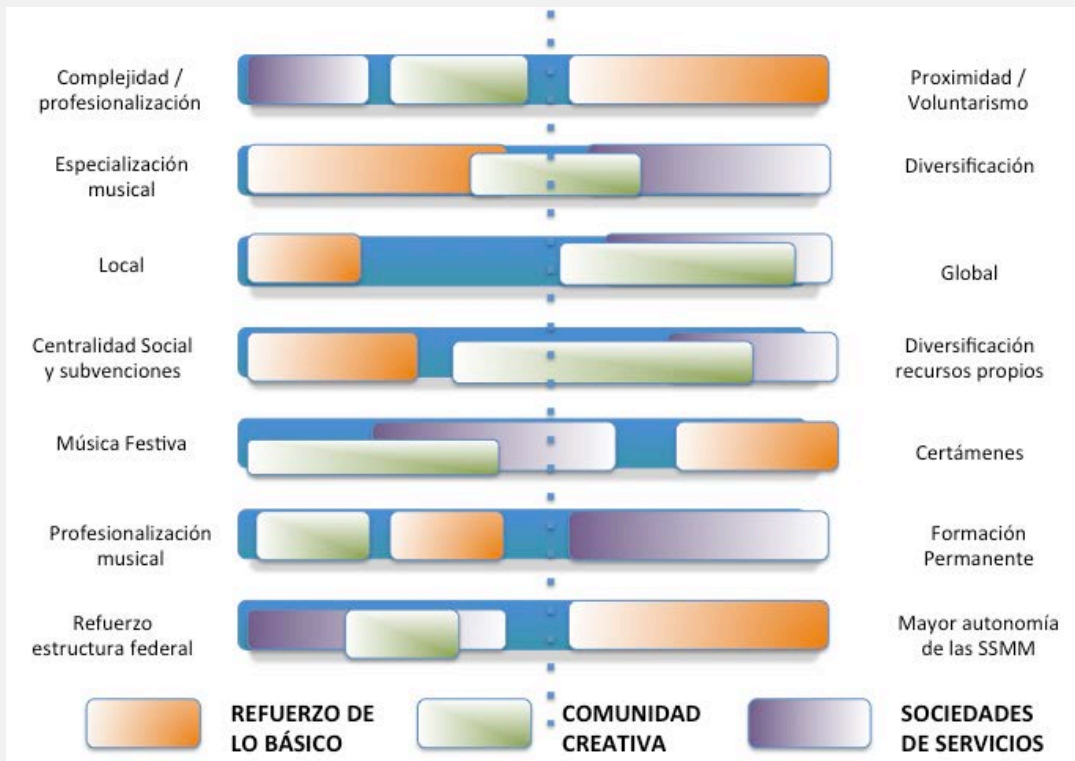 Complejidad /
profesionalización
Proximidad /
Voluntarismo
Especialización
musical
Diversificación
Local
Global
Centralidad Social
y subvenciones
Diversificación
recursos propios
Música Festiva
Certámenes
Profesionalización
musical
Formación
Permanente
Refuerzo
estructura federal
Mayor autonomía
de las SSMM
REFUERZO DE
LO BÁSICO
COMUNIDAD
CREATIVA
SOCIEDADES
DE SERVICIOS